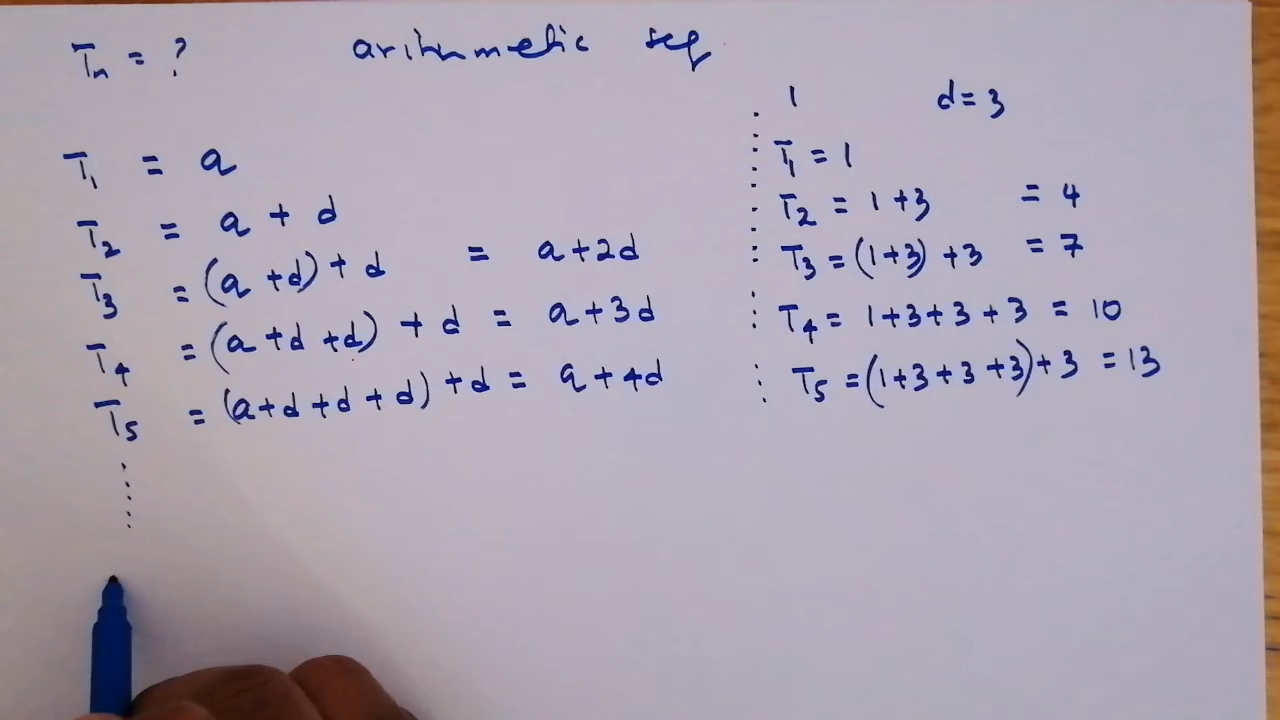 Tn = ? arithmetic seq
T1 = a
T2 = a + d
T3 = (a + d) + d = a + 2d
T4 = (a + d + d) + d = a + 3d
T5 = (a + d + d + d) + d = a + 4d
1 d = 3
T1 = 1
T2 = 1 + 3 = 4
T3 = (1+3) + 3 = 7
T4 = 1+3+3+3 = 10
T5 = (1+3+3+3)+3 = 13